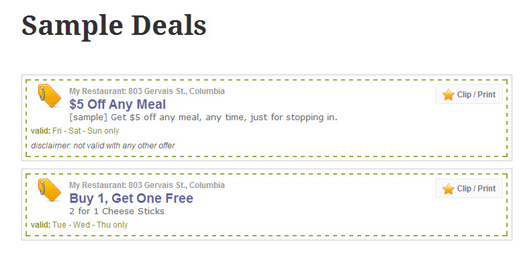 Sample Deals
My Restaurant: 803 Gervais St., Columbia
Clip / Print
$5 Off Any Meal
[sample] Get $5 off any meal, any time, just for stopping in.
valid: Fri - Sat - Sun only
disclaimer: not valid with any other offer
My Restaurant: 803 Gervais St., Columbia
Clip / Print
Buy 1, Get One Free
2 for 1 Cheese Sticks
valid: Tue - Wed - Thu only